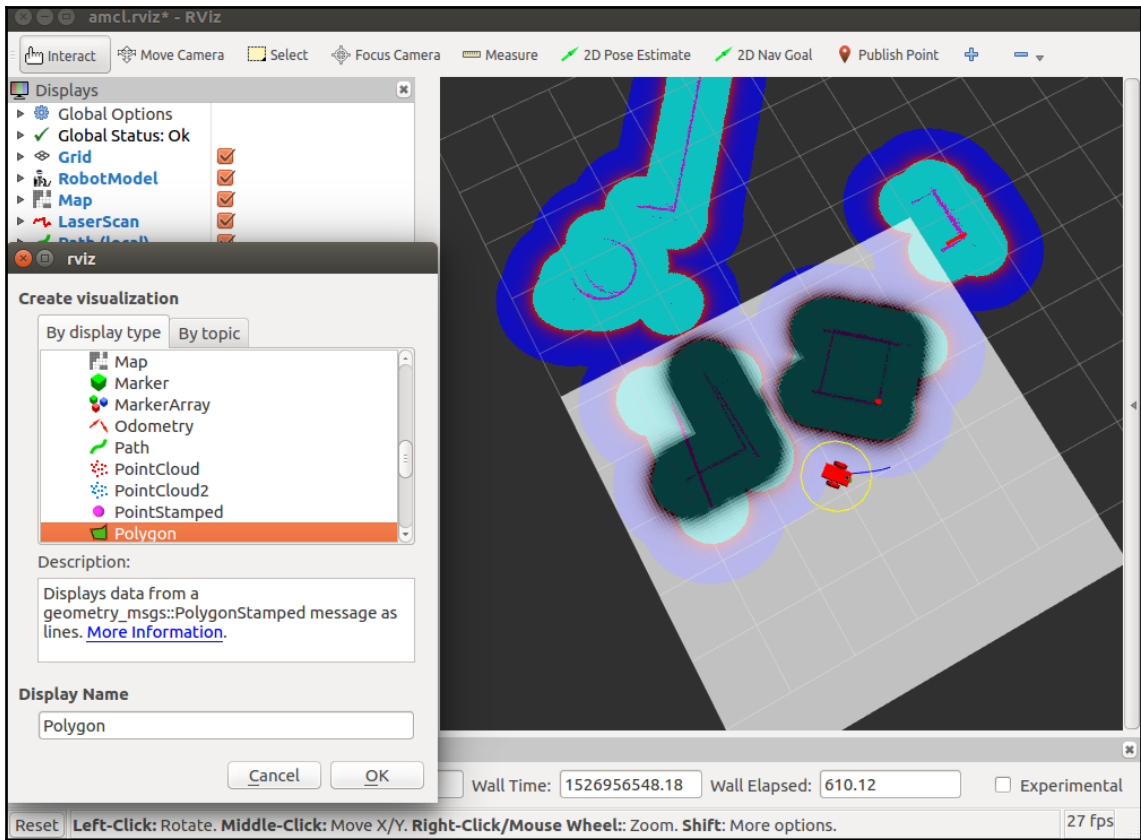 amcl.rviz* - RViz
Interact Move Camera Select Focus Camera Measure 2D Pose Estimate 2D Nav Goal Publish Point
Displays
Global Options
Global Status: Ok
Grid
RobotModel
Map
LaserScan
Path (local)
rviz
Create visualization
By display type By topic
Map
Marker
MarkerArray
Odometry
Path
PointCloud
PointCloud2
PointStamped
Polygon
Description:
Displays data from a
geometry_msgs::PolygonStamped message as
lines. More Information.
Display Name
Polygon
Cancel OK
Wall Time: 1526956548.18 Wall Elapsed: 610.12 Experimental
Reset Left-Click: Rotate. Middle-Click: Move X/Y. Right-Click/Mouse Wheel:: Zoom. Shift: More options. 27 fps